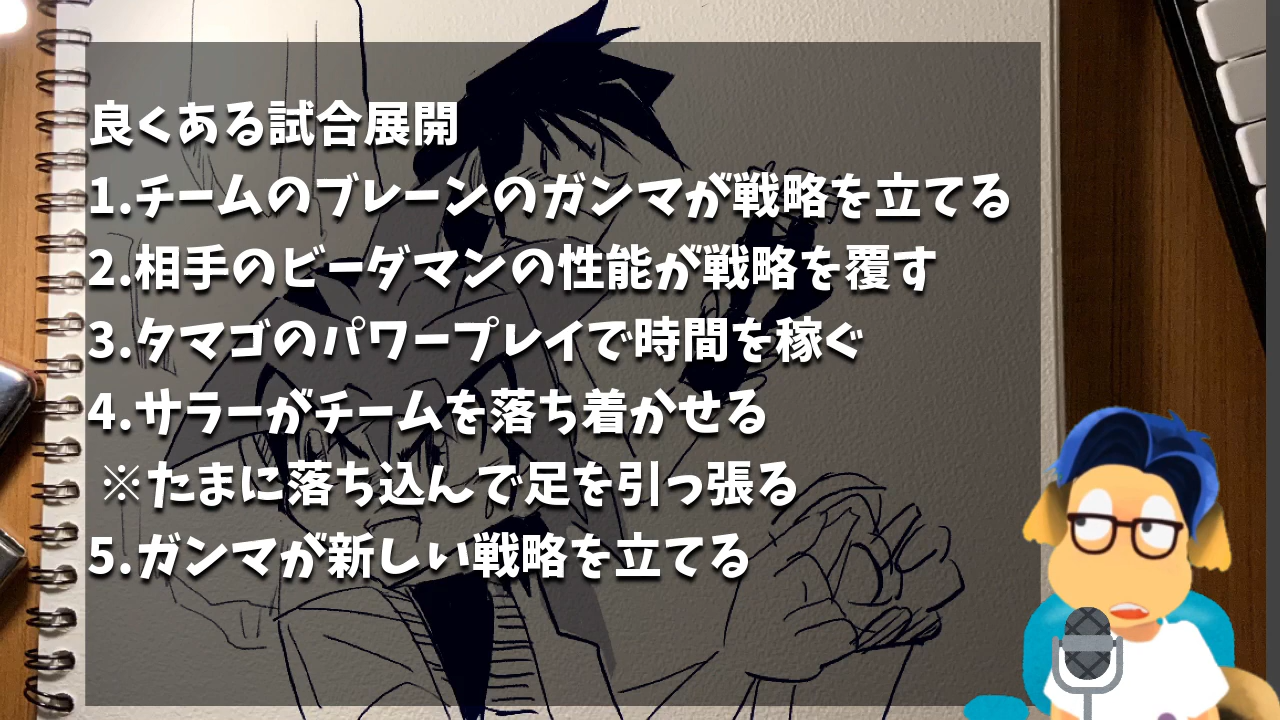 良くある試合展開
1.チームのブレーンのガンマが戦略を立てる
2.相手のビーダマンの性能が戦略を覆す
3.タマゴのパワープレイで時間を稼ぐ
4.サラーがチームを落ち着かせる
※たまに落ち込んで足を引っ張る
5.ガンマが新しい戦略を立てる